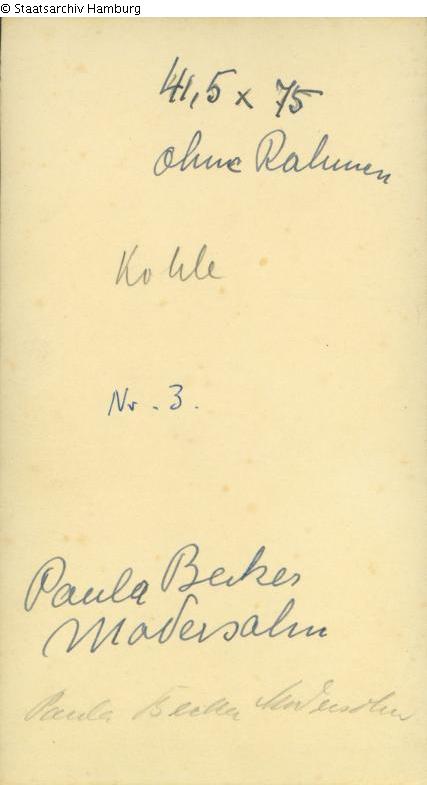 © Staatsarchiv Hamburg
41,5 x 75
ohne Rahmen
Kohle
Nr. 3.
Paula Becker
Modersohn
Paula Becker Modersohn